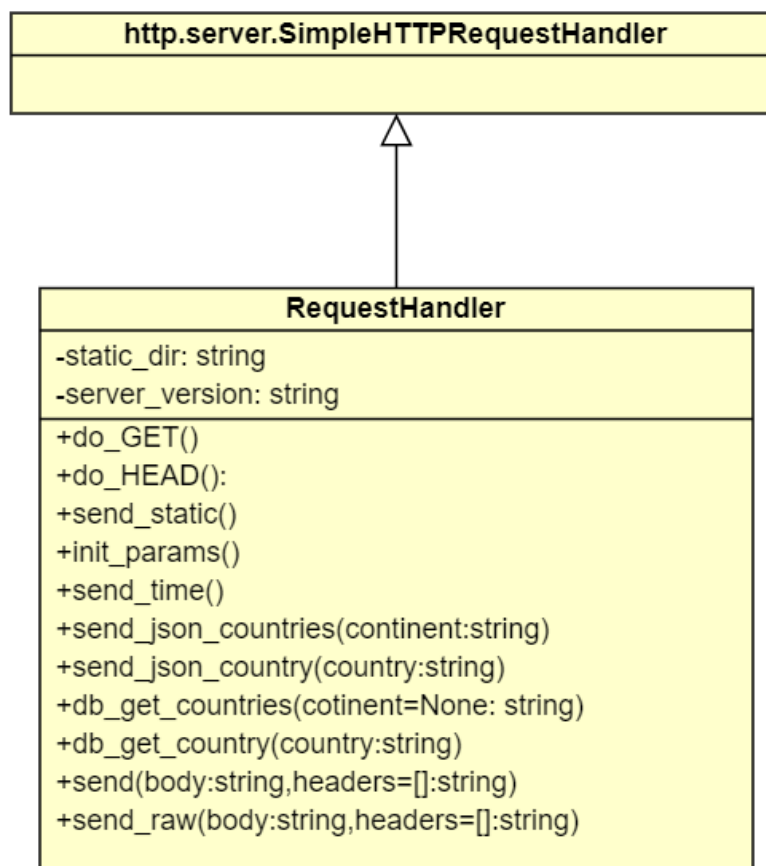 http.server.SimpleHTTPRequestHandler
RequestHandler
-static_dir: string
-server_version: string
+do_GET()
+do_HEAD():
+send_static()
+init_params()
+send_time()
+send_json_countries(continent:string)
+send_json_country(country:string)
+db_get_countries(cotinent=None: string)
+db_get_country(country:string)
+send(body:string,headers=[]:string)
+send_raw(body:string,headers=[]:string)